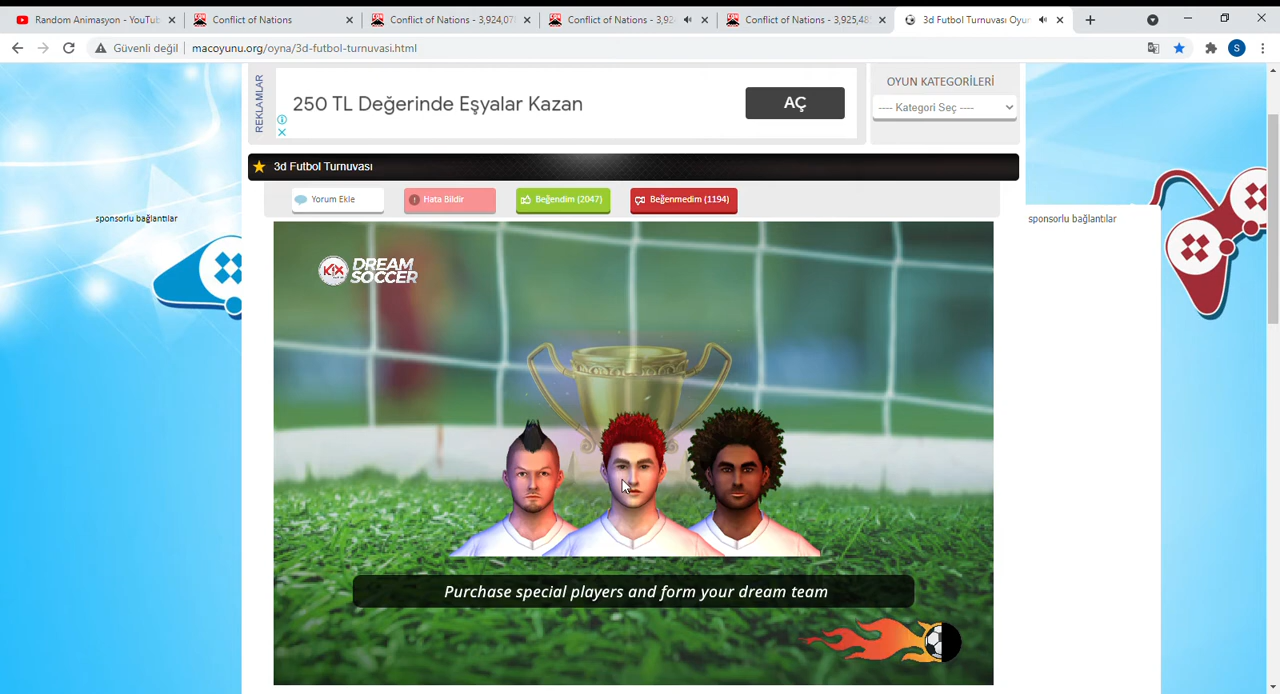 Random Animasyon - YouTub
Conflict of Nations
Conflict of Nations - 3,924,07
Conflict of Nations - 3,92
Conflict of Nations - 3,925,48
3d Futbol Turnuvası Oyun
Güvenli değil
macoyunu.org/oyna/3d-futbol-turnuvasi.html
S
REKLAMLAR
250 TL Değerinde Eşyalar Kazan
AÇ
OYUN KATEGORİLERİ
---- Kategori Seç ----
3d Futbol Turnuvası
Yorum Ekle
Hata Bildir
Beğendim (2047)
Beğenmedim (1194)
sponsorlu bağlantılar
sponsorlu bağlantılar
DREAM
SOCCER
Purchase special players and form your dream team